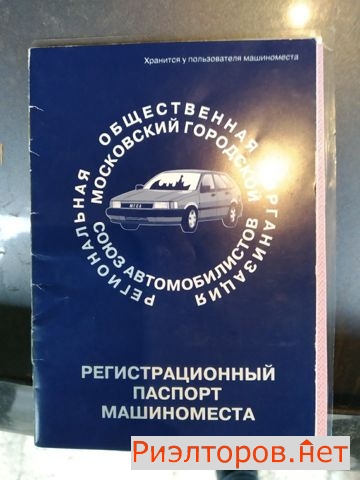 Хранится у пользователя машиноместа
РЕГИОНАЛЬНАЯ ОБЩЕСТВЕННАЯ ОРГАНИЗАЦИЯ
МОСКОВСКИЙ ГОРОДСКОЙ
СОЮЗ АВТОМОБИЛИСТОВ
РЕГИСТРАЦИОННЫЙ
ПАСПОРТ
МАШИНОМЕСТА
Риэлторов.Нет